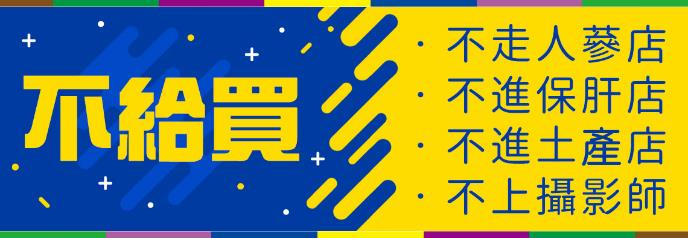 不給買
· 不走人蔘店
· 不進保肝店
· 不進土產店
· 不上攝影師